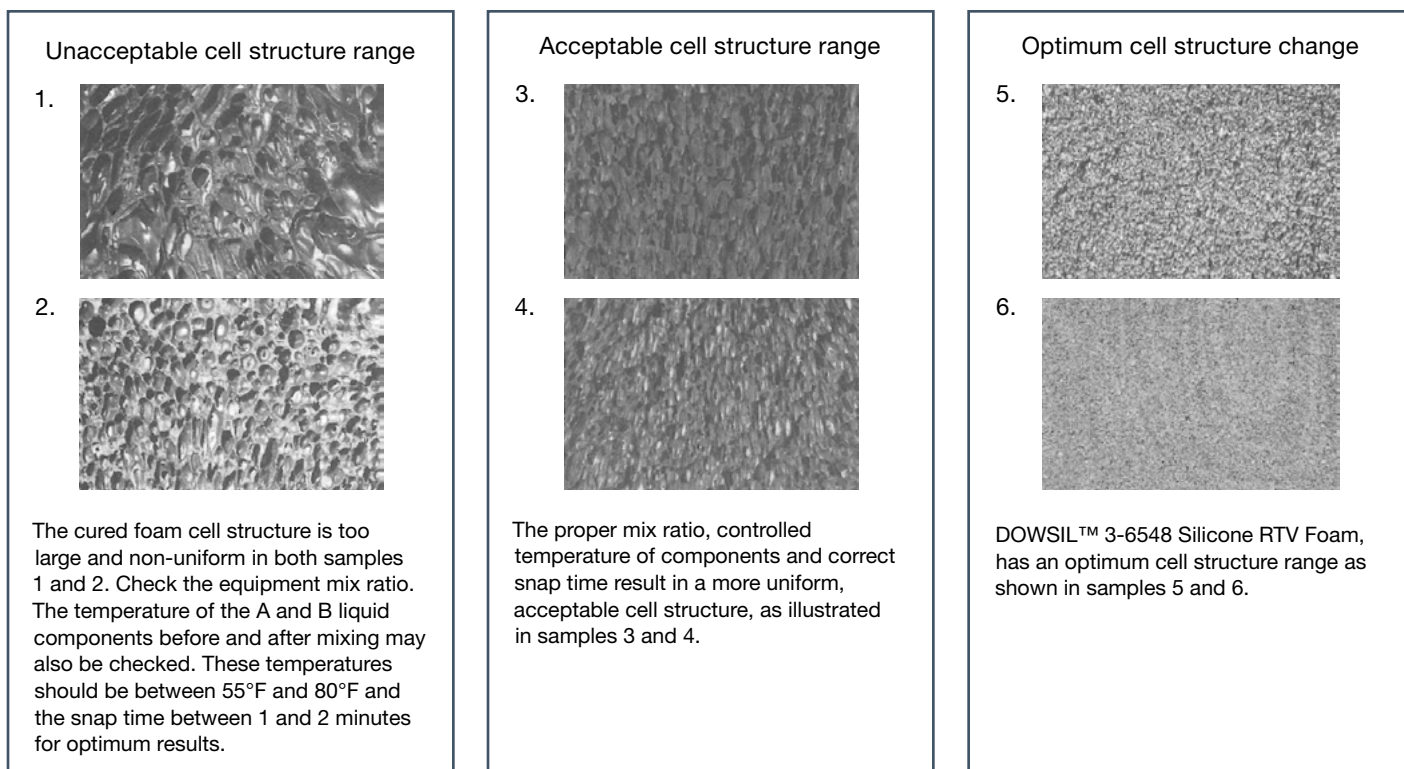 Unacceptable cell structure range
1.
2.
The cured foam cell structure is too
large and non-uniform in both samples
1 and 2. Check the equipment mix ratio.
The temperature of the A and B liquid
components before and after mixing may
also be checked. These temperatures
should be between 55°F and 80°F and
the snap time between 1 and 2 minutes
for optimum results.
Acceptable cell structure range
3.
4.
The proper mix ratio, controlled
temperature of components and correct
snap time result in a more uniform,
acceptable cell structure, as illustrated
in samples 3 and 4.
Optimum cell structure change
5.
6.
DOWSIL™ 3-6548 Silicone RTV Foam,
has an optimum cell structure range as
shown in samples 5 and 6.